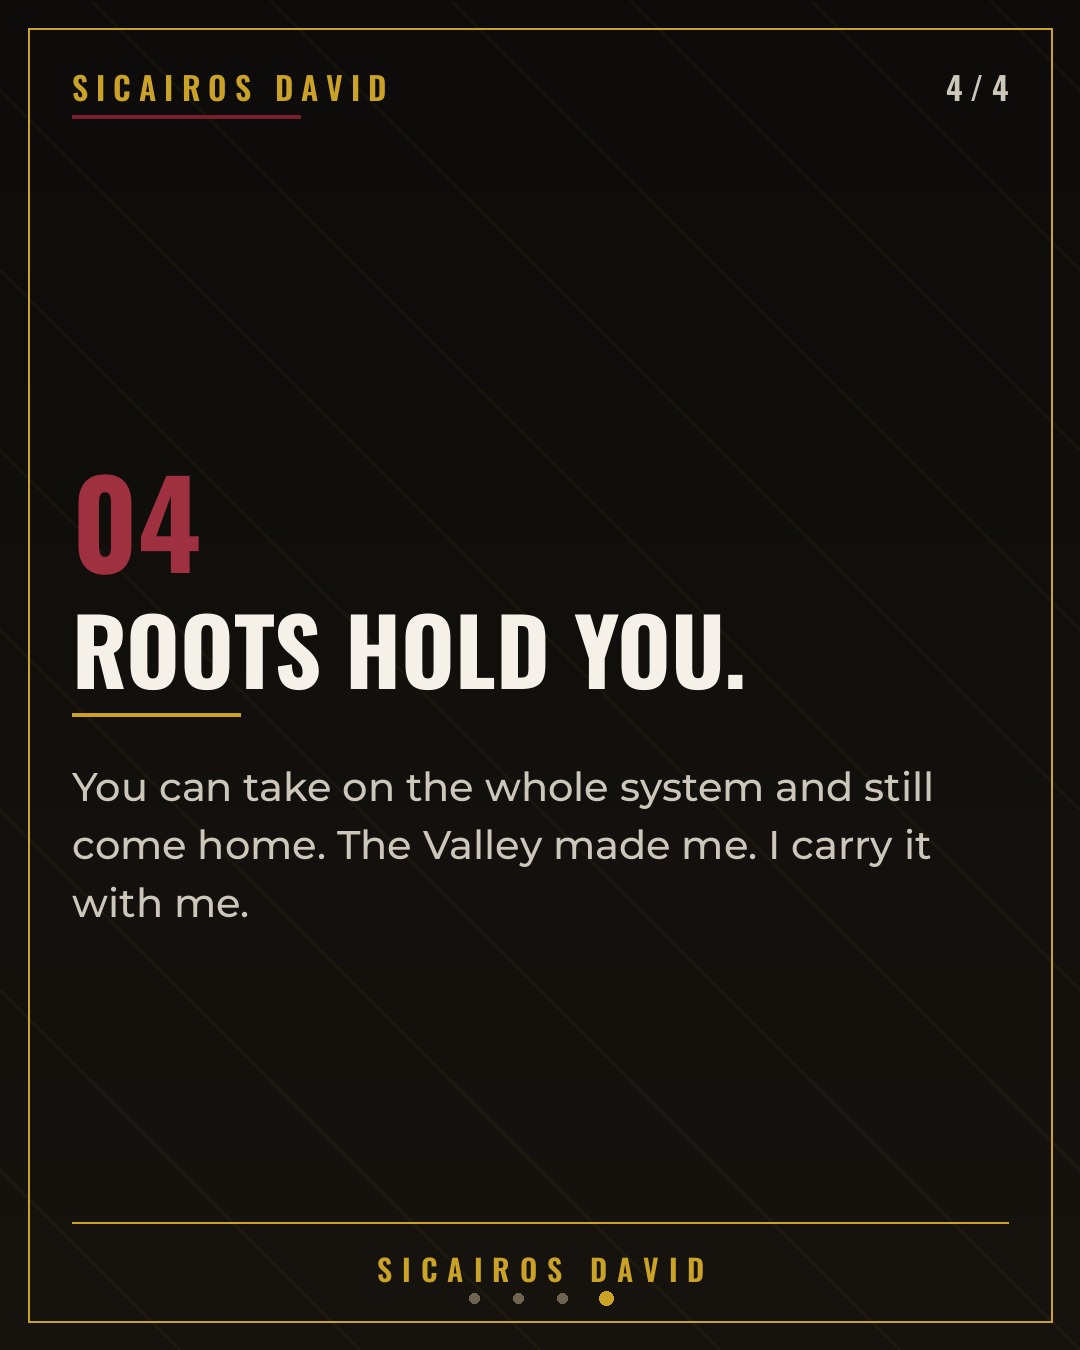 SICAIROS DAVID
4 / 4
04
ROOTS HOLD YOU.
You can take on the whole system and still
come home. The Valley made me. I carry it
with me.
SICAIROS DAVID